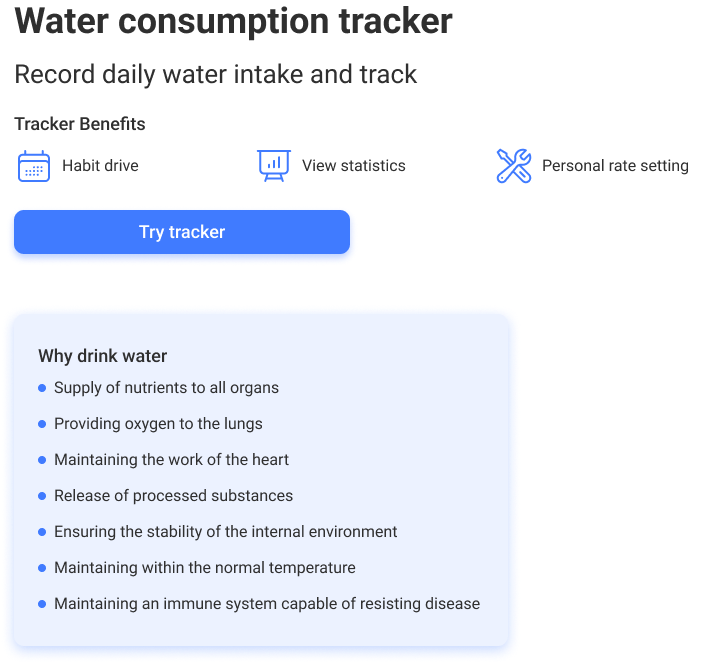 Water consumption tracker
Record daily water intake and track
Tracker Benefits
Habit drive
View statistics
Personal rate setting
Try tracker
Why drink water
Supply of nutrients to all organs
Providing oxygen to the lungs
Maintaining the work of the heart
Release of processed substances
Ensuring the stability of the internal environment
Maintaining within the normal temperature
Maintaining an immune system capable of resisting disease